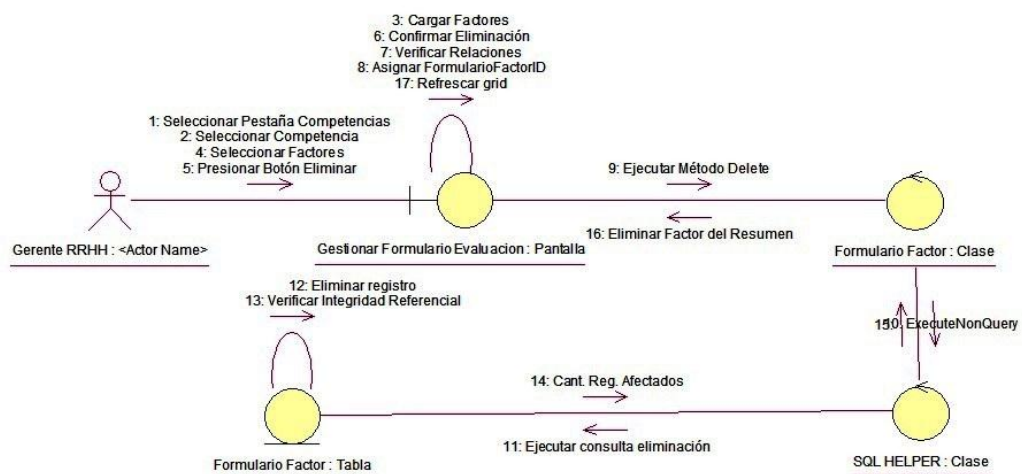 3: Cargar Factores
6: Confirmar Eliminación
7: Verificar Relaciones
8: Asignar FormularioFactorID
17: Refrescar grid
1: Seleccionar Pestaña Competencias
2: Seleccionar Competencia
4: Seleccionar Factores
5: Presionar Botón Eliminar
9: Ejecutar Método Delete
16: Eliminar Factor del Resumen
Gerente RRHH : <Actor Name>
Gestionar Formulario Evaluacion : Pantalla
Formulario Factor : Clase
12: Eliminar registro
13: Verificar Integridad Referencial
15:
10: ExecuteNonQuery
14: Cant. Reg. Afectados
11: Ejecutar consulta eliminación
Formulario Factor : Tabla
SQL HELPER : Clase